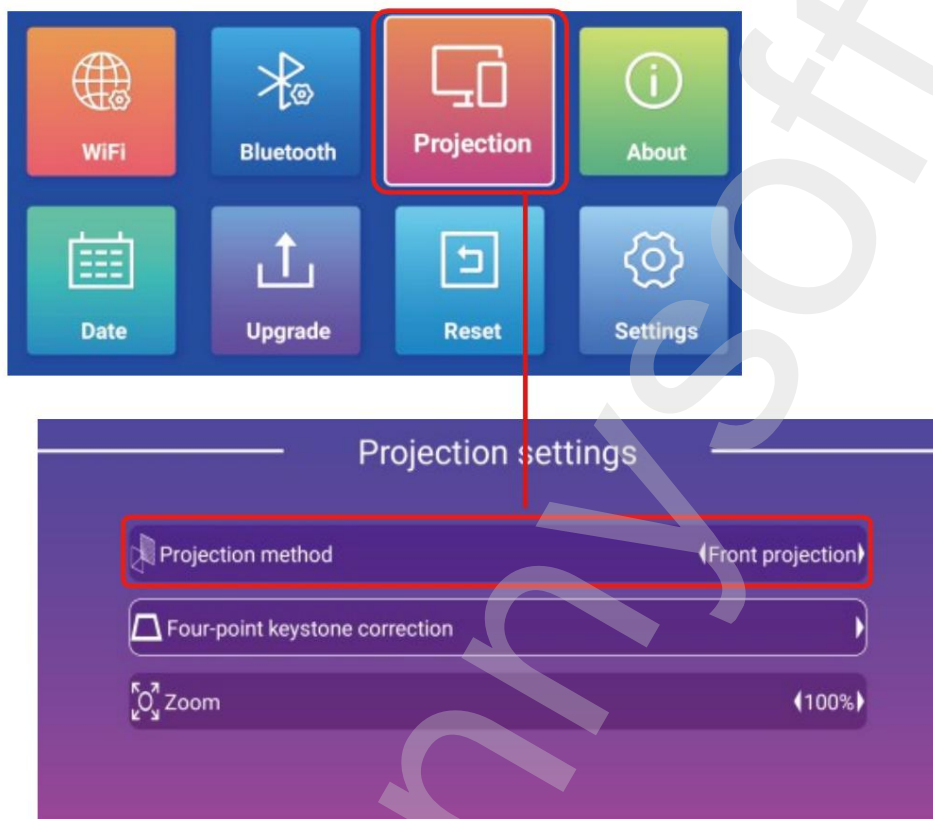 WiFi
Bluetooth
Projection
About
Date
Upgrade
Reset
Settings
Projection settings
Projection method
Front projection
Four-point keystone correction
Zoom
100%
nnysoft